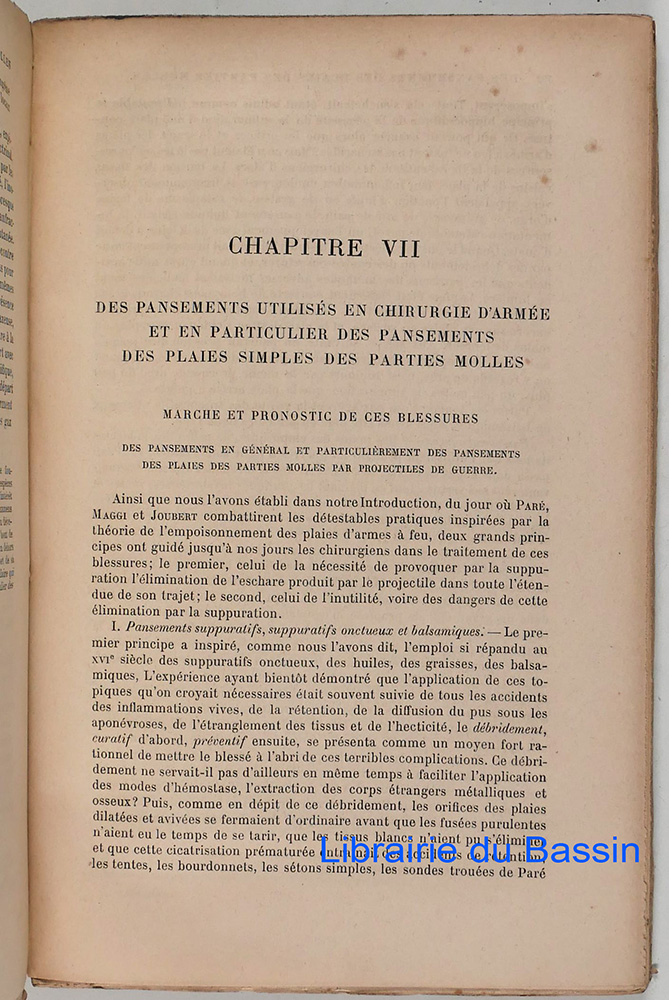 CHAPITRE VII
DES PANSEMENTS UTILISÉS EN CHIRURGIE D'ARMÉE
ET EN PARTICULIER DES PANSEMENTS
DES PLAIES SIMPLES DES PARTIES MOLLES
MARCHE ET PRONOSTIC DE CES BLESSURES
DES PANSEMENTS EN GÉNÉRAL ET PARTICULIÈREMENT DES PANSEMENTS
DES PLAIES DES PARTIES MOLLES PAR PROJECTILES DE GUERRE.
Ainsi que nous l'avons établi dans notre Introduction, du jour où PARÉ,
MAGGI et JOUBERT combattirent les détestables pratiques inspirées par la
théorie de l'empoisonnement des plaies d'armes à feu, deux grands prin-
cipes ont guidé jusqu'à nos jours les chirurgiens dans le traitement de ces
blessures; le premier, celui de la nécessité de provoquer par la suppu-
ration l'élimination de l'eschare produit par le projectile dans toute l'éten-
due de son trajet; le second, celui de l'inutilité, voire des dangers de cette
élimination par la suppuration.
I. Pansements suppuratifs, suppuratifs onctueux et balsamiques. — Le pre-
mier principe a inspiré, comme nous l'avons dit, l'emploi si répandu au
XVIe siècle des suppuratifs onctueux, des huiles, des graisses, des balsa-
miques, L'expérience ayant bientôt démontré que l'application de ces to-
piques qu'on croyait nécessaires était souvent suivie de tous les accidents
des inflammations vives, de la rétention, de la diffusion du pus sous les
aponévroses, de l'étranglement des tissus et de l'hecticité, le débridement,
curatif d'abord, préventif ensuite, se présenta comme un moyen fort ra-
tionnel de mettre le blessé à l'abri de ces terribles complications. Ce débri-
dement ne servait-il pas d'ailleurs en même temps à faciliter l'application
des modes d'hémostase, l'extraction des corps étrangers métalliques et
osseux? Puis, comme en dépit de ce débridement, les orifices des plaies
dilatées et avivées se fermaient d'ordinaire avant que les fusées purulentes
n'aient eu le temps de se tarir, que les tissus blancs n'aient pu s'éliminer
et que cette cicatrisation prématurée entraînait des accidents de rétention,
les tentes, les bourdonnets, les sétons simples, les sondes trouées de Paré
Librairie du Bassin